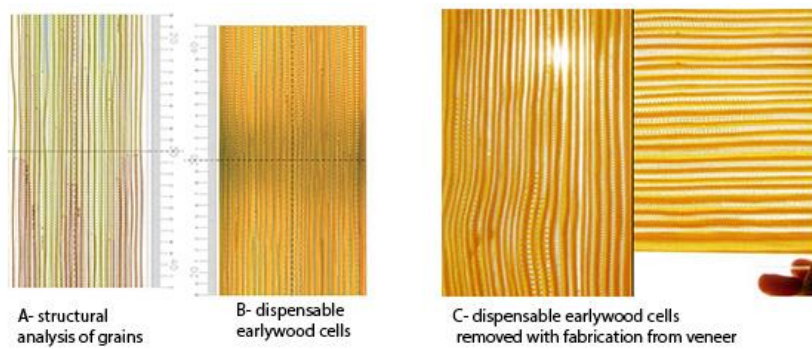 A- structural
analysis of grains
B- dispensable
earlywood cells
C- dispensable earlywood cells
removed with fabrication from veneer